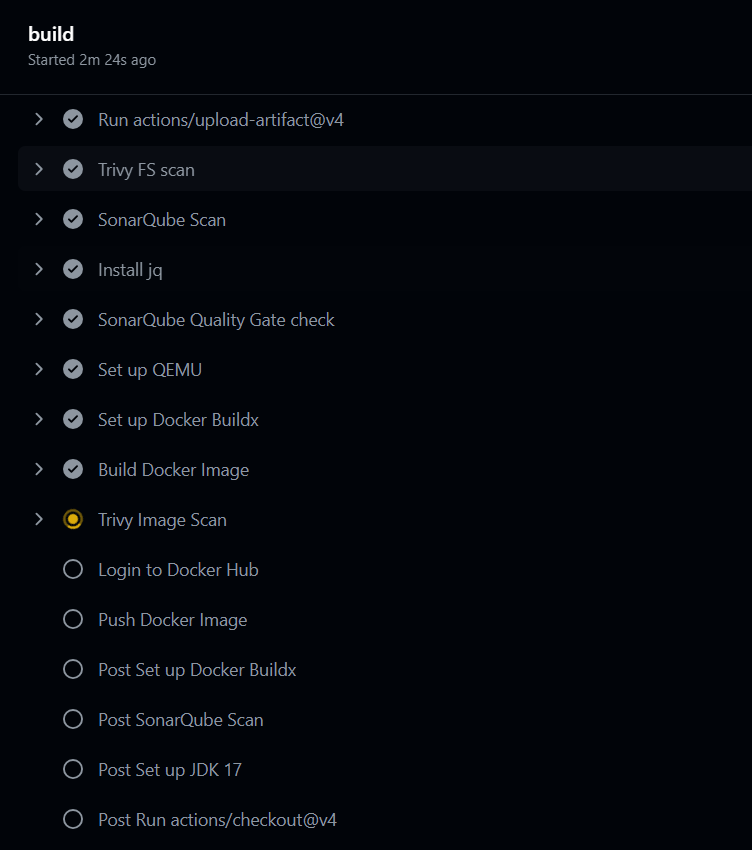 build
Started 2m 24s ago
Run actions/upload-artifact@v4
Trivy FS scan
SonarQube Scan
Install jq
SonarQube Quality Gate check
Set up QEMU
Set up Docker Buildx
Build Docker Image
Trivy Image Scan
Login to Docker Hub
Push Docker Image
Post Set up Docker Buildx
Post SonarQube Scan
Post Set up JDK 17
Post Run actions/checkout@v4